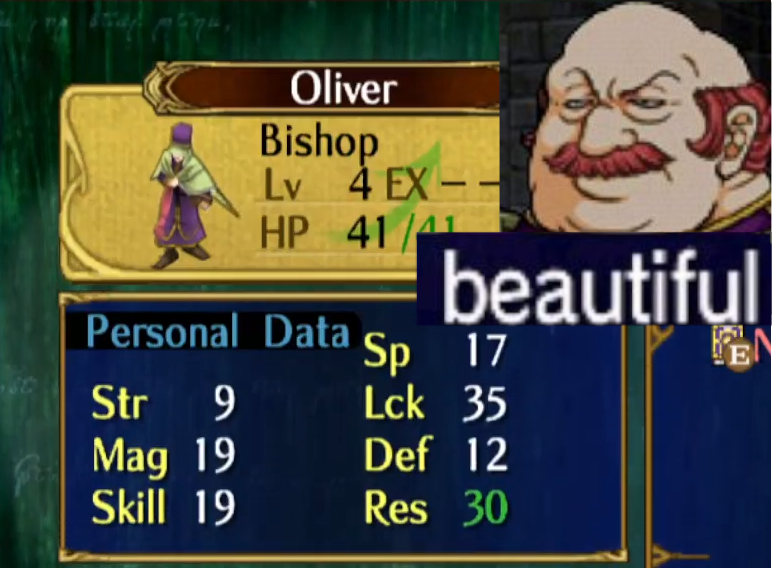 Oliver
Bishop
Lv 4 EX – –
HP 41/41
beautiful
Personal Data
Sp 17
E N
Str 9 Lck 35
Mag 19 Def 12
Skill 19 Res 30